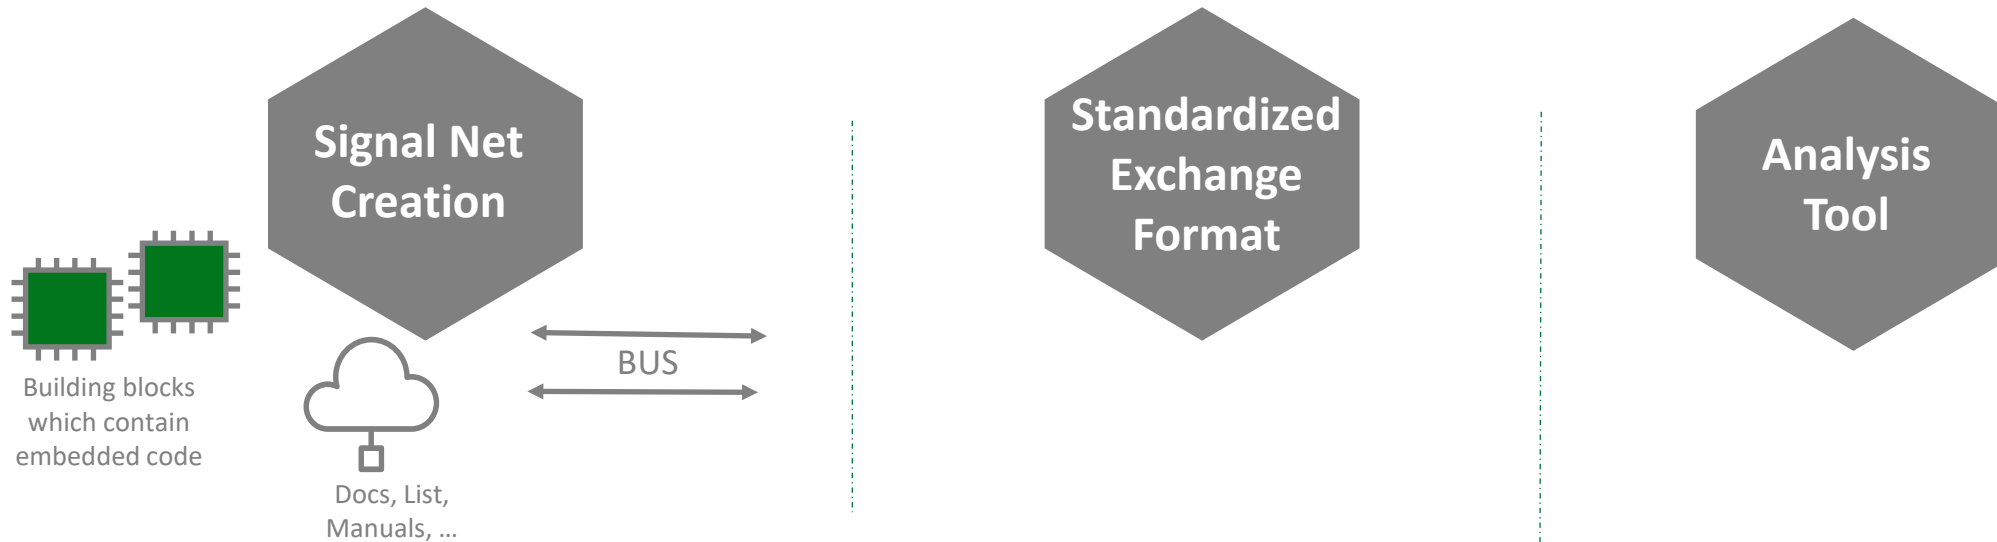 Signal Net
Creation
Standardized
Exchange
Format
Analysis
Tool
BUS
Building blocks
which contain
embedded code
Docs, List,
Manuals, ...